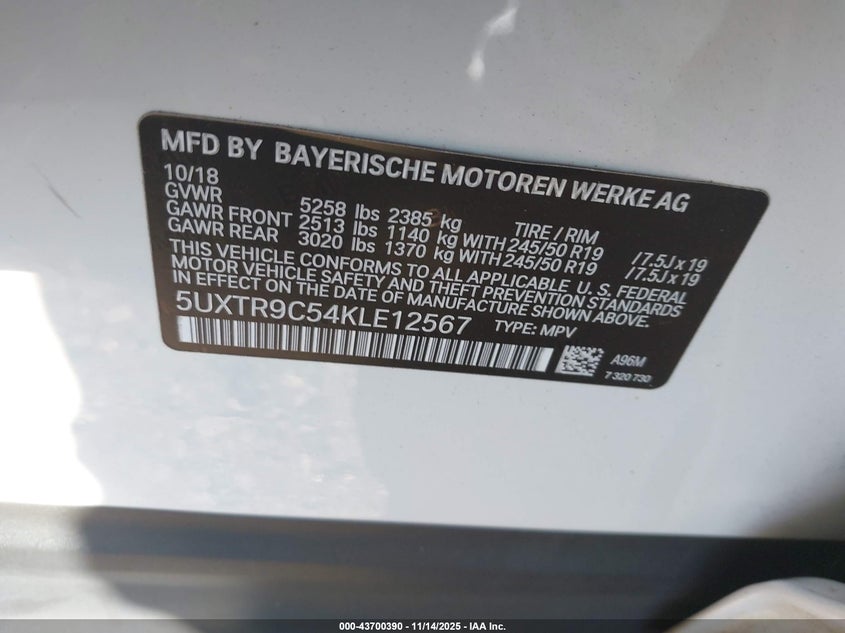 MFD BY BAYERISCHE MOTOREN WERKE AG
10/18
GVWR 5258 lbs 2385 kg TIRE / RIM
GAWR FRONT 2513 lbs 1140 kg WITH 245/50 R19 / 7.5J x 19
GAWR REAR 3020 lbs 1370 kg WITH 245/50 R19 / 7.5J x 19
THIS VEHICLE CONFORMS TO ALL APPLICABLE U. S. FEDERAL
MOTOR VEHICLE SAFETY AND THEFT PREVENTION STANDARDS
IN EFFECT ON THE DATE OF MANUFACTURE SHOWN ABOVE.
5UXTR9C54KLE12567 TYPE: MPV
A96M
7 320 730
000-43700390 - 11/14/2025 - IAA Inc.